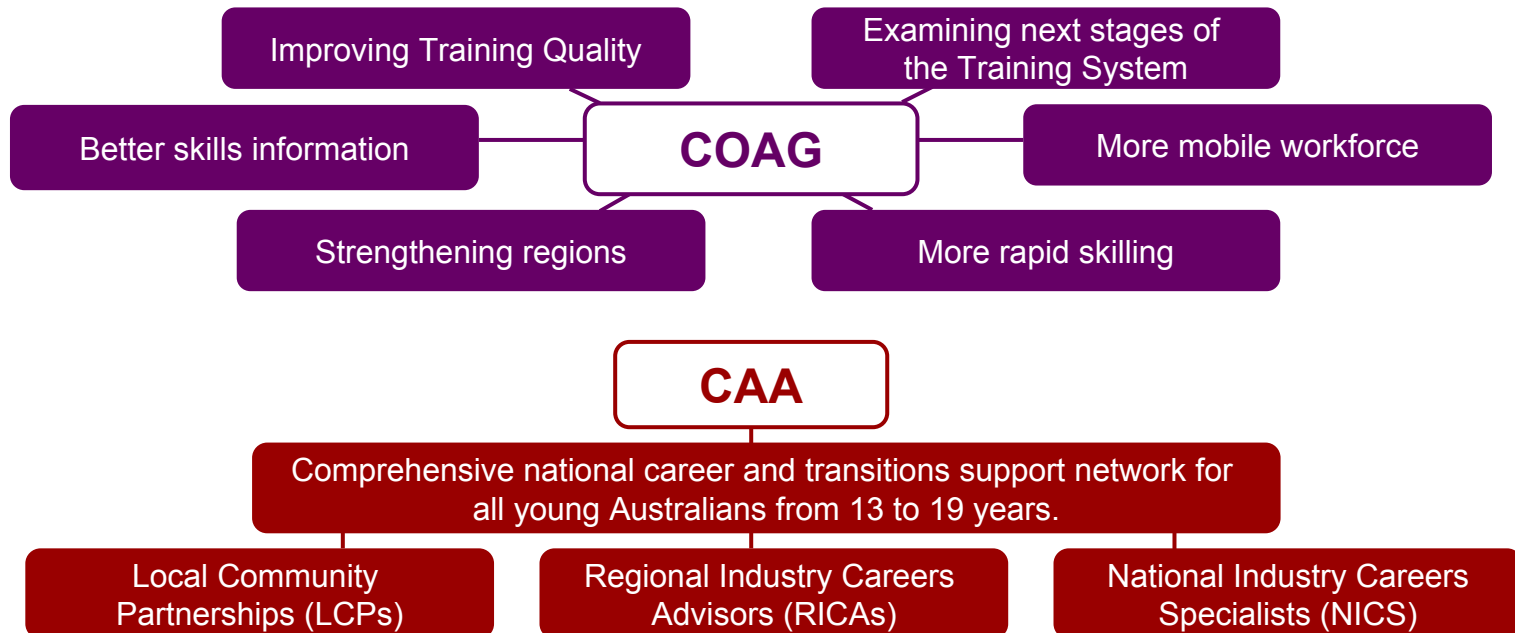 Improving Training Quality
Examining next stages of
the Training System
Better skills information
COAG
More mobile workforce
Strengthening regions
More rapid skilling
CAA
Comprehensive national career and transitions support network for
all young Australians from 13 to 19 years.
Local Community
Partnerships (LCPs)
Regional Industry Careers
Advisors (RICAs)
National Industry Careers
Specialists (NICS)